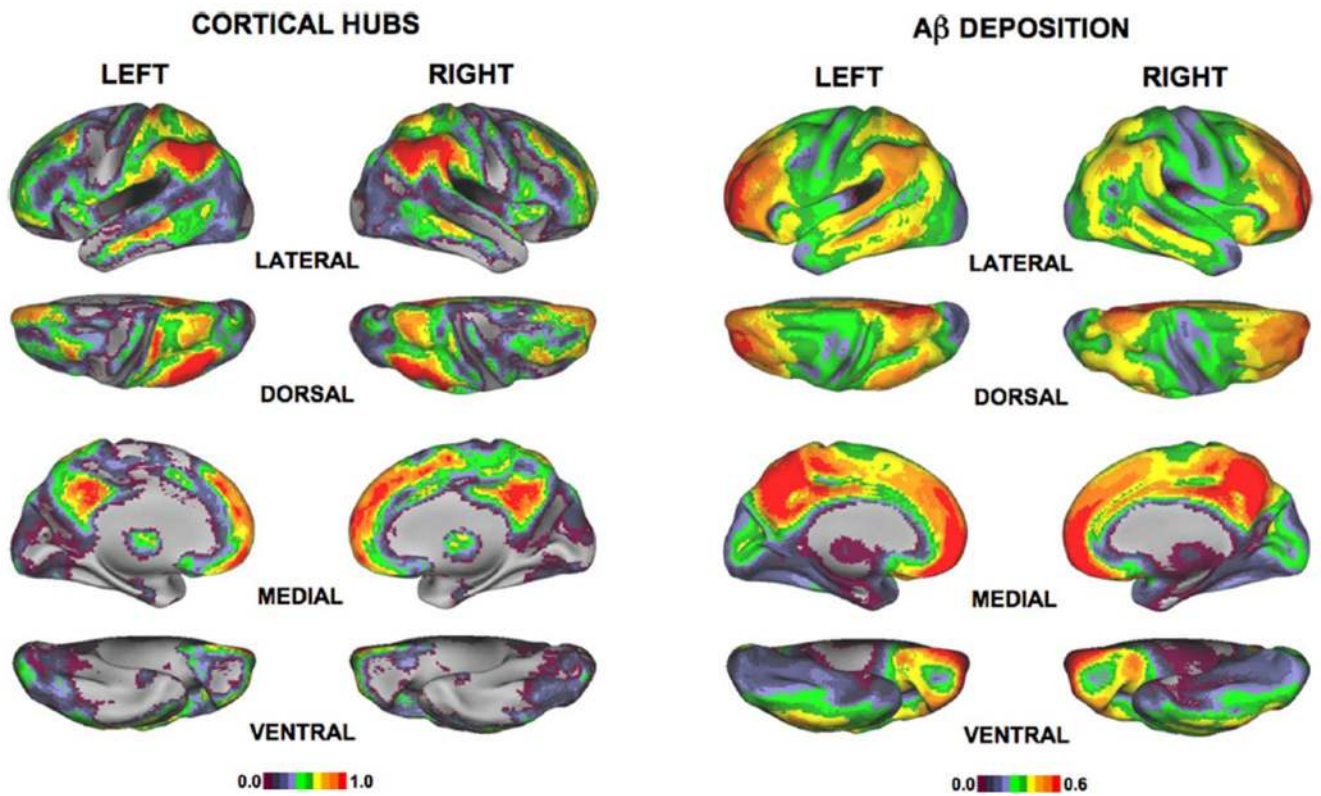 CORTICAL HUBS
LEFT RIGHT
LATERAL
DORSAL
MEDIAL
VENTRAL
0.0 1.0
Aβ DEPOSITION
LEFT RIGHT
LATERAL
DORSAL
MEDIAL
VENTRAL
0.0 0.6